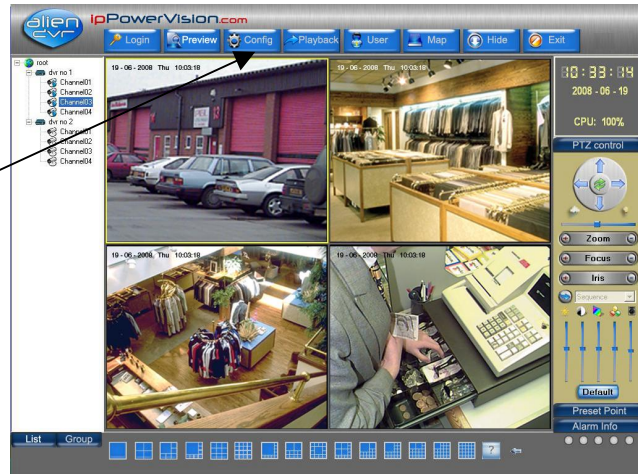 alien dvr
ipPowerVision.com
Login Preview Config Playback User Map Hide Exit
root
dvr no 1
Channel01
Channel02
Channel03
Channel04
dvr no 2
Channel01
Channel02
Channel03
Channel04
19-06-2008 Thu 10:03:18
19-06-2008 Thu 10:03:18
19-06-2008 Thu 10:03:18
19-06-2008 Thu 10:03:18
10:33:14
2008-06-19
CPU: 100%
PTZ control
Zoom
Focus
Iris
Sequence
Default
Preset Point
Alarm Info
List Group
?